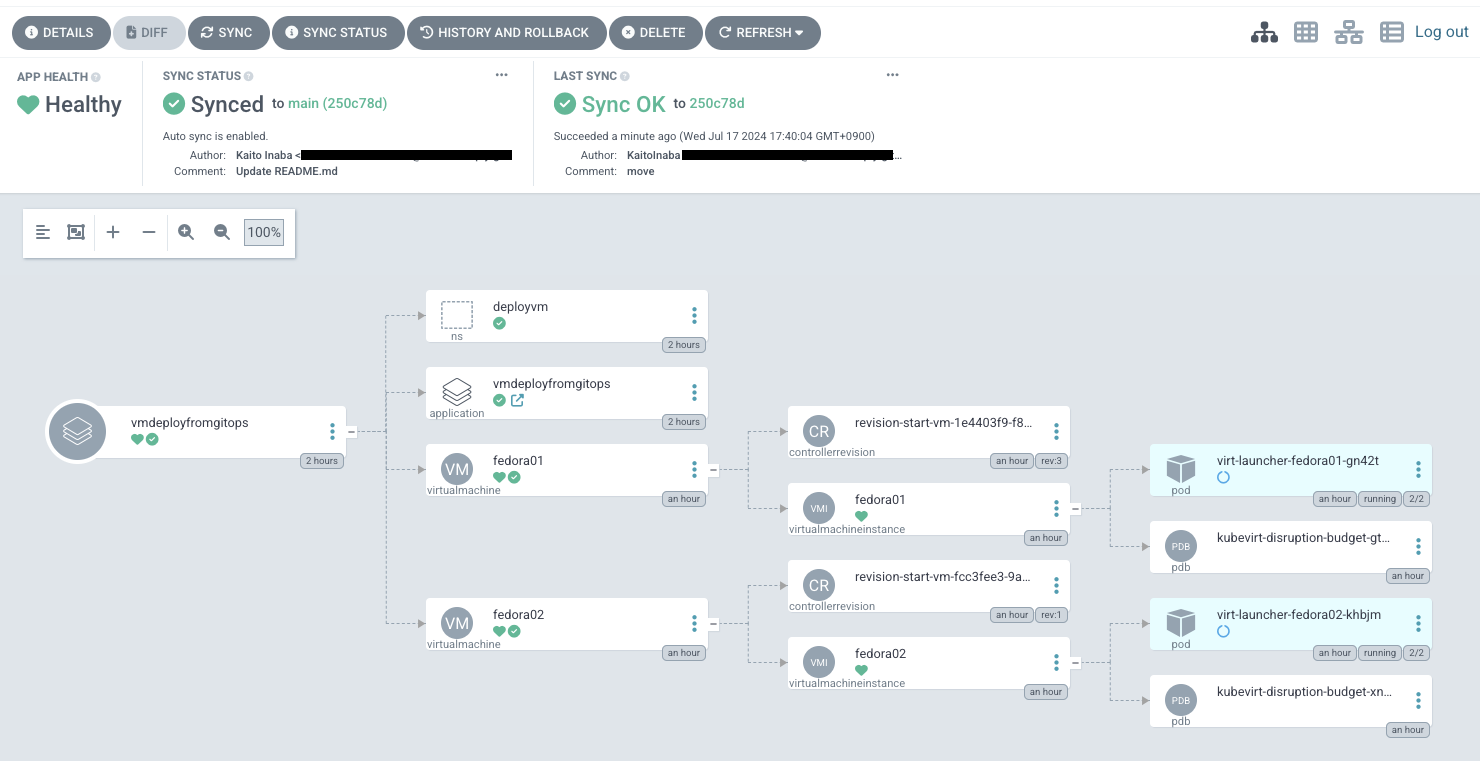 DETAILS DIFF SYNC SYNC STATUS HISTORY AND ROLLBACK DELETE REFRESH Log out
APP HEALTH
Healthy
SYNC STATUS
Synced to main (250c78d)
Auto sync is enabled.
Author: Kaito Inaba <
Comment: Update README.md
LAST SYNC
Sync OK to 250c78d
Succeeded a minute ago (Wed Jul 17 2024 17:40:04 GMT+0900)
Author: KaitoInaba ...
Comment: move
100%
vmdeployfromgitops
2 hours
deployvm
ns
2 hours
vmdeployfromgitops
application
2 hours
VM
fedora01
virtualmachine
an hour
VM
fedora02
virtualmachine
an hour
CR
revision-start-vm-1e4403f9-f8...
controllerrevision
an hour rev:3
VMI
fedora01
virtualmachineinstance
an hour
CR
revision-start-vm-fcc3fee3-9a...
controllerrevision
an hour rev:1
VMI
fedora02
virtualmachineinstance
an hour
virt-launcher-fedora01-gn42t
pod
an hour running 2/2
PDB
kubevirt-disruption-budget-gt...
pdb
an hour
virt-launcher-fedora02-khbjm
pod
an hour running 2/2
PDB
kubevirt-disruption-budget-xn...
pdb
an hour